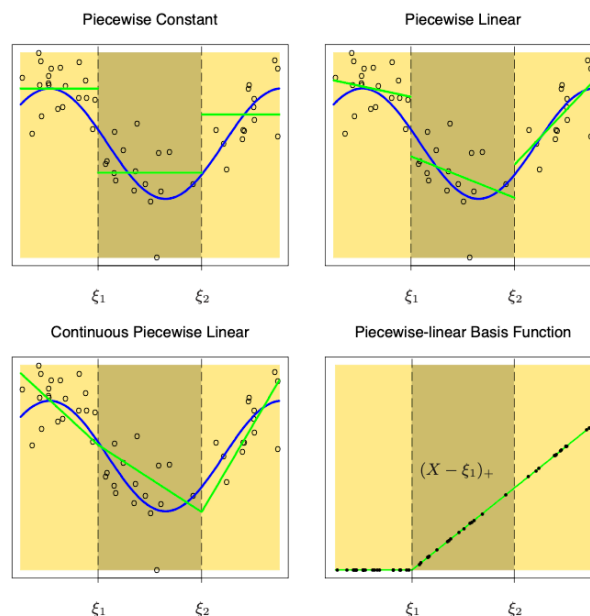 Piecewise Constant
Piecewise Linear
ξ₁ ξ₂
ξ₁ ξ₂
Continuous Piecewise Linear
Piecewise-linear Basis Function
(X − ξ₁)₊
ξ₁ ξ₂
ξ₁ ξ₂